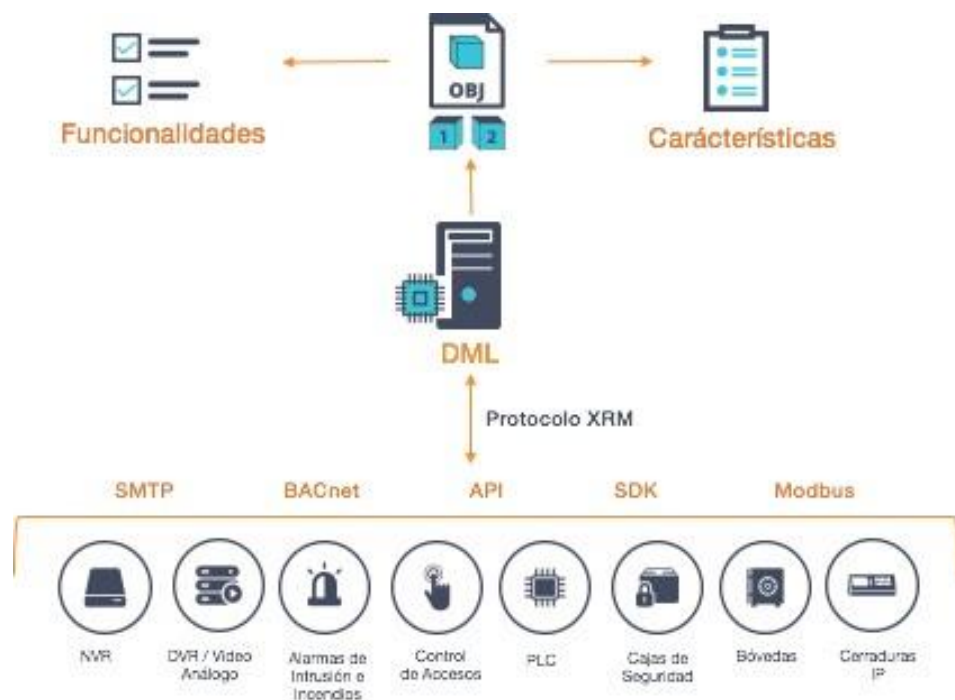 OBJ
1 2
Funcionalidades
Carácterísticas
DML
Protocolo XRM
SMTP BACnet API SDK Modbus
NVR
DVR / Video
Análogo
Alarmas de
Intrusión e
Incendios
Control
de Accesos
PLC
Cajas de
Seguridad
Bóvedas
Cerraduras
IP